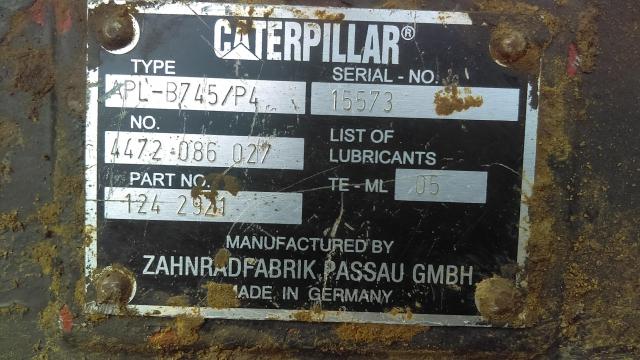 CATERPILLAR®
TYPE
APL-B745/P4
SERIAL - NO.
15573
NO.
4472 086 027
LIST OF
LUBRICANTS
TE - ML 05
PART NO.
124 2921
MANUFACTURED BY
ZAHNRADFABRIK PASSAU GMBH
MADE IN GERMANY